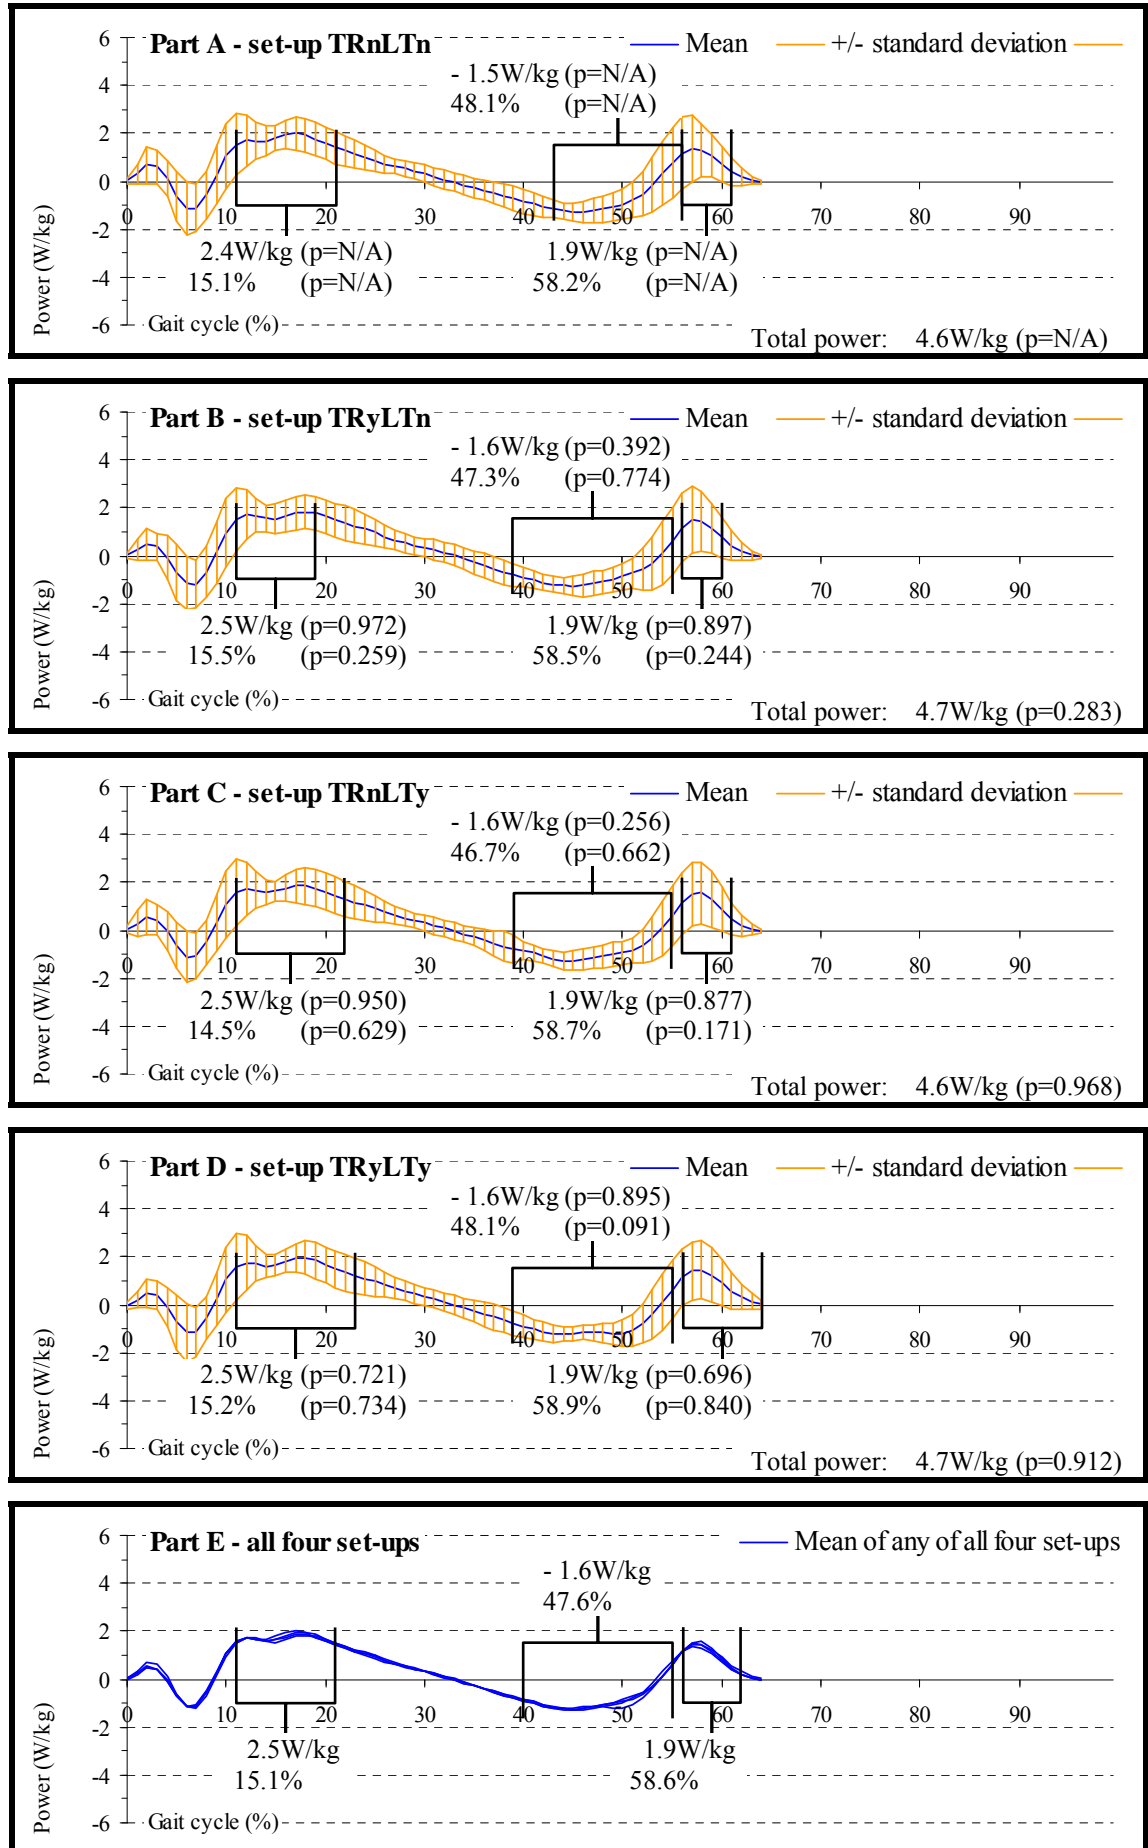 Part A - set-up TRnLTn Mean +/- standard deviation
- 1.5W/kg (p=N/A)
48.1% (p=N/A)
6
4
2
0
-2
-4
-6
Power (W/kg)
0 10 20 30 40 50 60 70 80 90
2.4W/kg (p=N/A) 1.9W/kg (p=N/A)
15.1% (p=N/A) 58.2% (p=N/A)
Gait cycle (%)
Total power: 4.6W/kg (p=N/A)
Part B - set-up TRyLTn Mean +/- standard deviation
- 1.6W/kg (p=0.392)
47.3% (p=0.774)
6
4
2
0
-2
-4
-6
Power (W/kg)
0 10 20 30 40 50 60 70 80 90
2.5W/kg (p=0.972) 1.9W/kg (p=0.897)
15.5% (p=0.259) 58.5% (p=0.244)
Gait cycle (%)
Total power: 4.7W/kg (p=0.283)
Part C - set-up TRnLTy Mean +/- standard deviation
- 1.6W/kg (p=0.256)
46.7% (p=0.662)
6
4
2
0
-2
-4
-6
Power (W/kg)
0 10 20 30 40 50 60 70 80 90
2.5W/kg (p=0.950) 1.9W/kg (p=0.877)
14.5% (p=0.629) 58.7% (p=0.171)
Gait cycle (%)
Total power: 4.6W/kg (p=0.968)
Part D - set-up TRyLTy Mean +/- standard deviation
- 1.6W/kg (p=0.895)
48.1% (p=0.091)
6
4
2
0
-2
-4
-6
Power (W/kg)
0 10 20 30 40 50 60 70 80 90
2.5W/kg (p=0.721) 1.9W/kg (p=0.696)
15.2% (p=0.734) 58.9% (p=0.840)
Gait cycle (%)
Total power: 4.7W/kg (p=0.912)
Part E - all four set-ups Mean of any of all four set-ups
- 1.6W/kg
47.6%
6
4
2
0
-2
-4
-6
Power (W/kg)
0 10 20 30 40 50 60 70 80 90
2.5W/kg 1.9W/kg
15.1% 58.6%
Gait cycle (%)